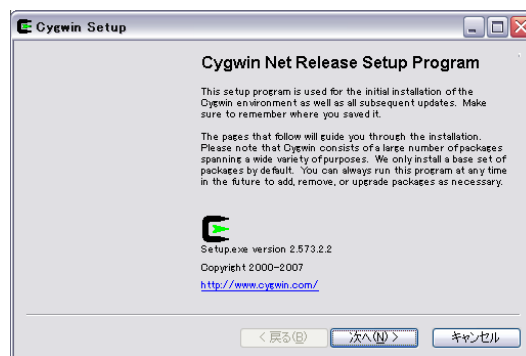 Cygwin Setup
Cygwin Net Release Setup Program
This setup program is used for the initial installation of the
Cygwin environment as well as all subsequent updates. Make
sure to remember where you saved it.
The pages that follow will guide you through the installation.
Please note that Cygwin consists of a large number of packages
spanning a wide variety of purposes. We only install a base set of
packages by default. You can always run this program at any time
in the future to add, remove, or upgrade packages as necessary.
Setup.exe version 2.573.2.2
Copyright 2000-2007
http://www.cygwin.com/
< 戻る(B) 次へ(N) > キャンセル